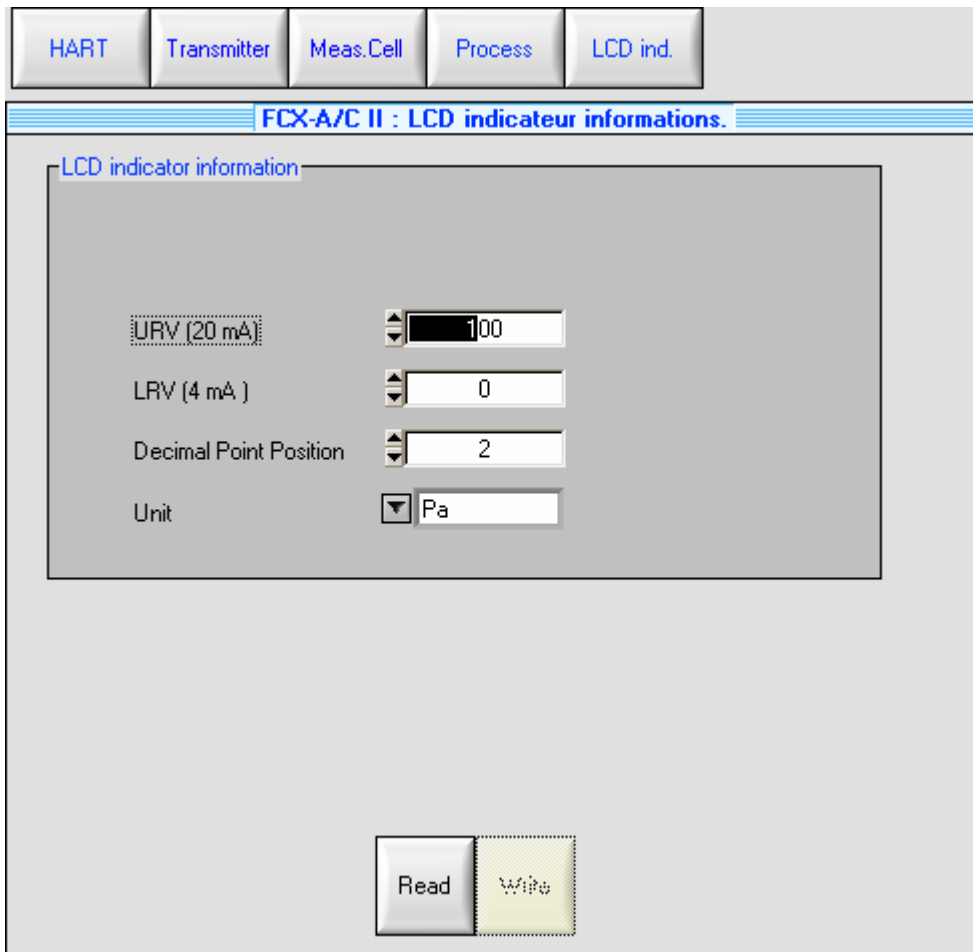 HART Transmitter Meas.Cell Process LCD ind.
FCX-A/C II : LCD indicateur informations.
LCD indicator information
URV (20 mA) 100
LRV (4 mA ) 0
Decimal Point Position 2
Unit Pa
Read Write